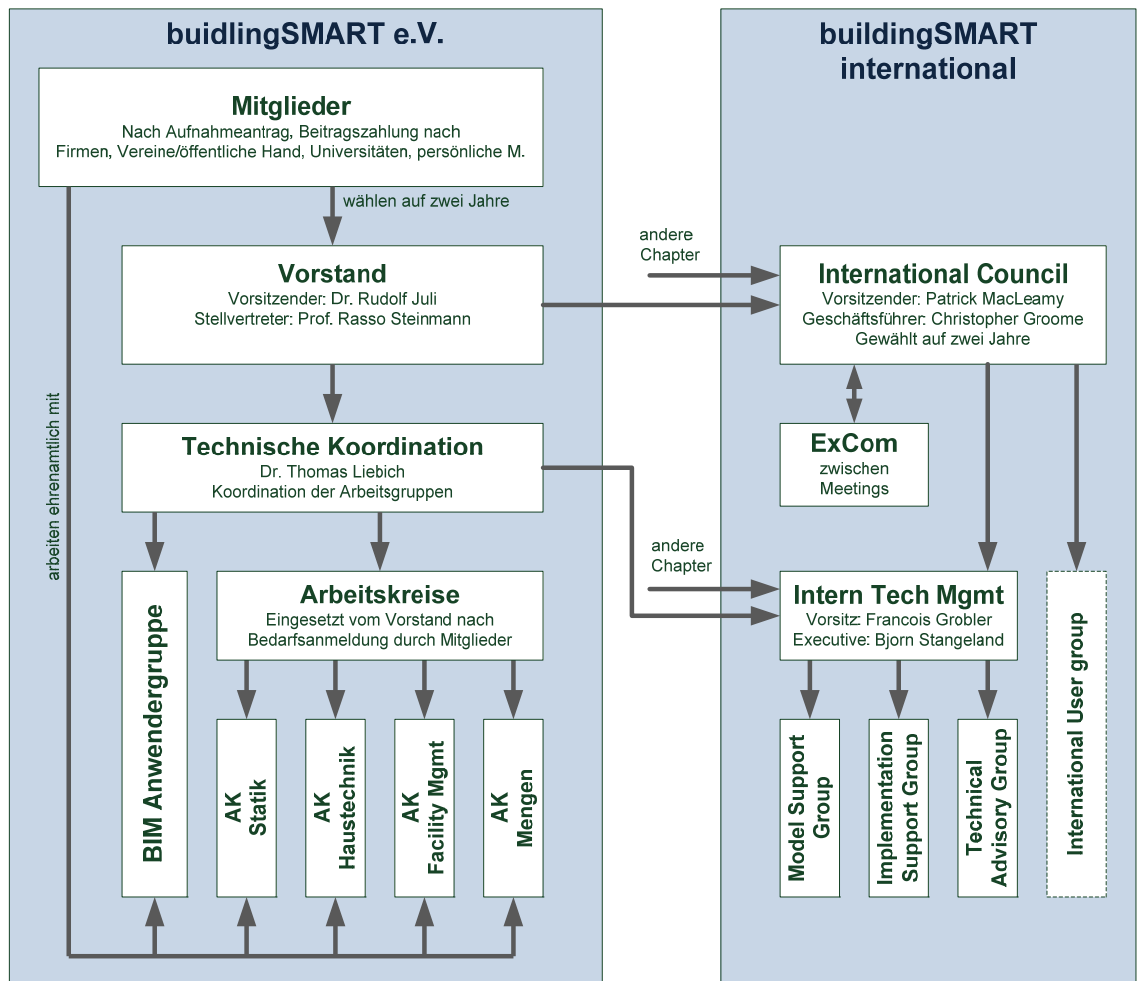 buidlingSMART e.V.
Mitglieder
Nach Aufnahmeantrag, Beitragszahlung nach
Firmen, Vereine/öffentliche Hand, Universitäten, persönliche M.
wählen auf zwei Jahre
Vorstand
Vorsitzender: Dr. Rudolf Juli
Stellvertreter: Prof. Rasso Steinmann
arbeiten ehrenamtlich mit
Technische Koordination
Dr. Thomas Liebich
Koordination der Arbeitsgruppen
BIM Anwendergruppe
Arbeitskreise
Eingesetzt vom Vorstand nach
Bedarfsanmeldung durch Mitglieder
AK
Statik
AK
Haustechnik
AK
Facility Mgmt
AK
Mengen
andere
Chapter
andere
Chapter
buildingSMART
international
International Council
Vorsitzender: Patrick MacLeamy
Geschäftsführer: Christopher Groome
Gewählt auf zwei Jahre
ExCom
zwischen
Meetings
Intern Tech Mgmt
Vorsitz: Francois Grobler
Executive: Bjorn Stangeland
Model Support
Group
Implementation
Support Group
Technical
Advisory Group
International User group